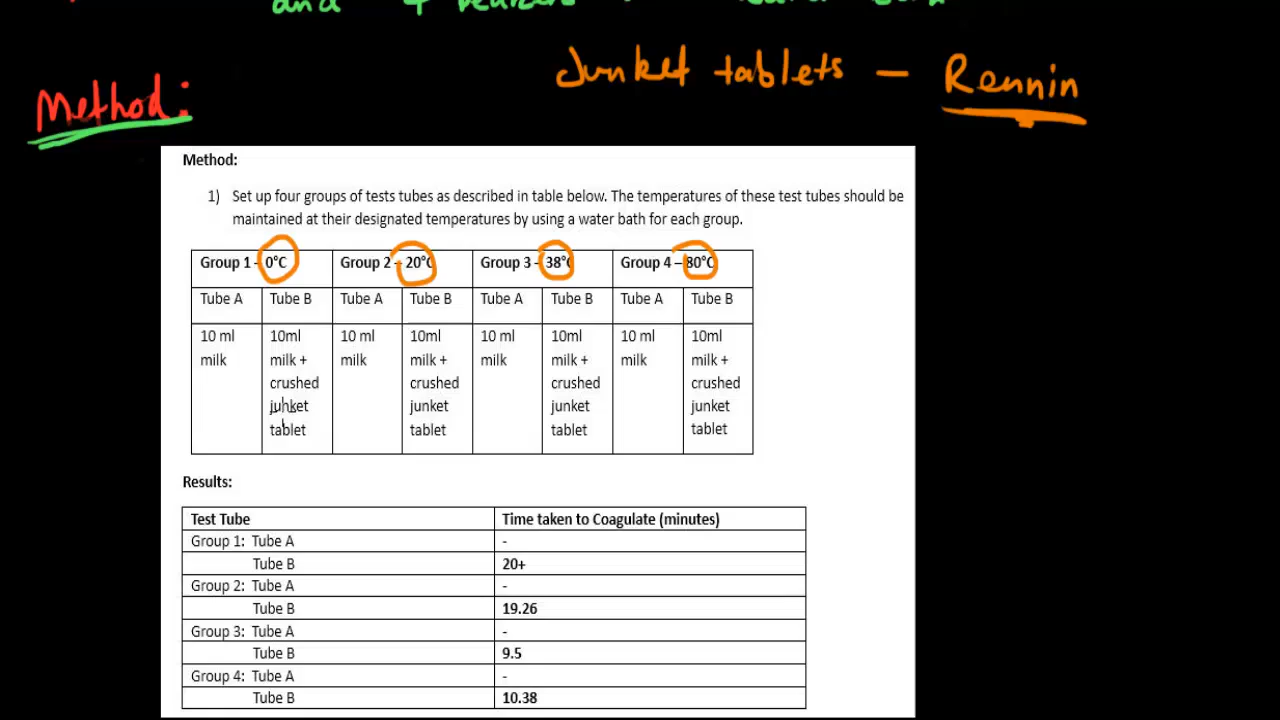 and 4
Junket tablets — Rennin
Method:
Method:
1) Set up four groups of tests tubes as described in table below. The temperatures of these test tubes should be
maintained at their designated temperatures by using a water bath for each group.
Group 1 - 0°C Group 2 - 20°C Group 3 - 38°C Group 4 – 80°C
Tube A Tube B Tube A Tube B Tube A Tube B Tube A Tube B
10 ml 10ml 10 ml 10ml 10 ml 10ml 10 ml 10ml
milk milk + milk milk + milk milk + milk milk +
crushed crushed crushed crushed
junket junket junket junket
tablet tablet tablet tablet
Results:
Test Tube Time taken to Coagulate (minutes)
Group 1: Tube A -
Tube B 20+
Group 2: Tube A -
Tube B 19.26
Group 3: Tube A -
Tube B 9.5
Group 4: Tube A -
Tube B 10.38